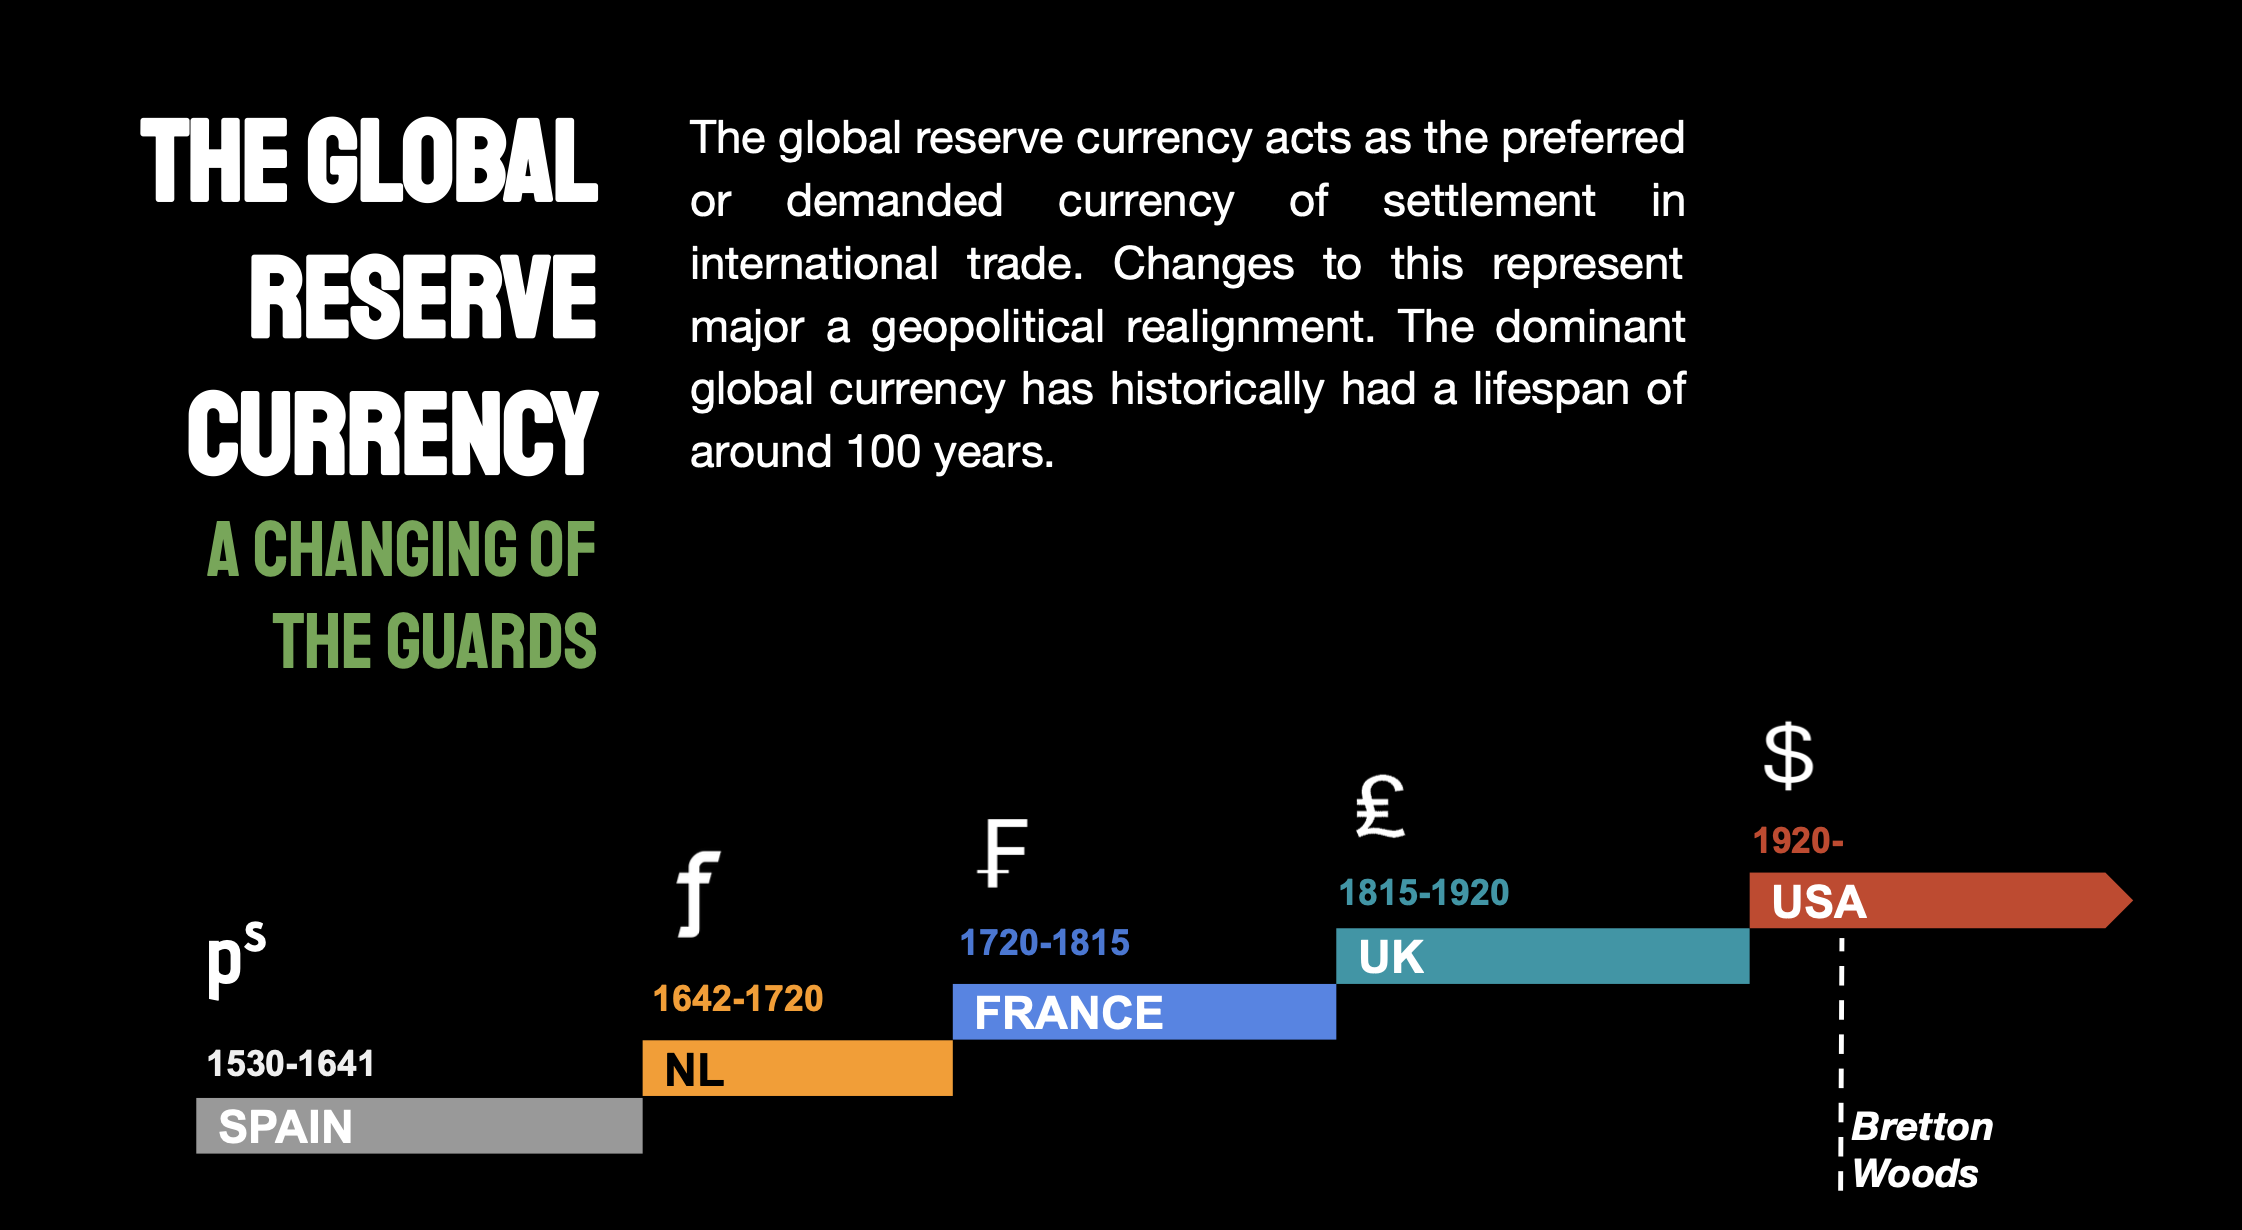 THE GLOBAL
RESERVE
CURRENCY
A CHANGING OF
THE GUARDS
The global reserve currency acts as the preferred
or demanded currency of settlement in
international trade. Changes to this represent
major a geopolitical realignment. The dominant
global currency has historically had a lifespan of
around 100 years.
pˢ
1530-1641
SPAIN
ƒ
1642-1720
NL
₣
1720-1815
FRANCE
₤
1815-1920
UK
$
1920-
USA
Bretton
Woods